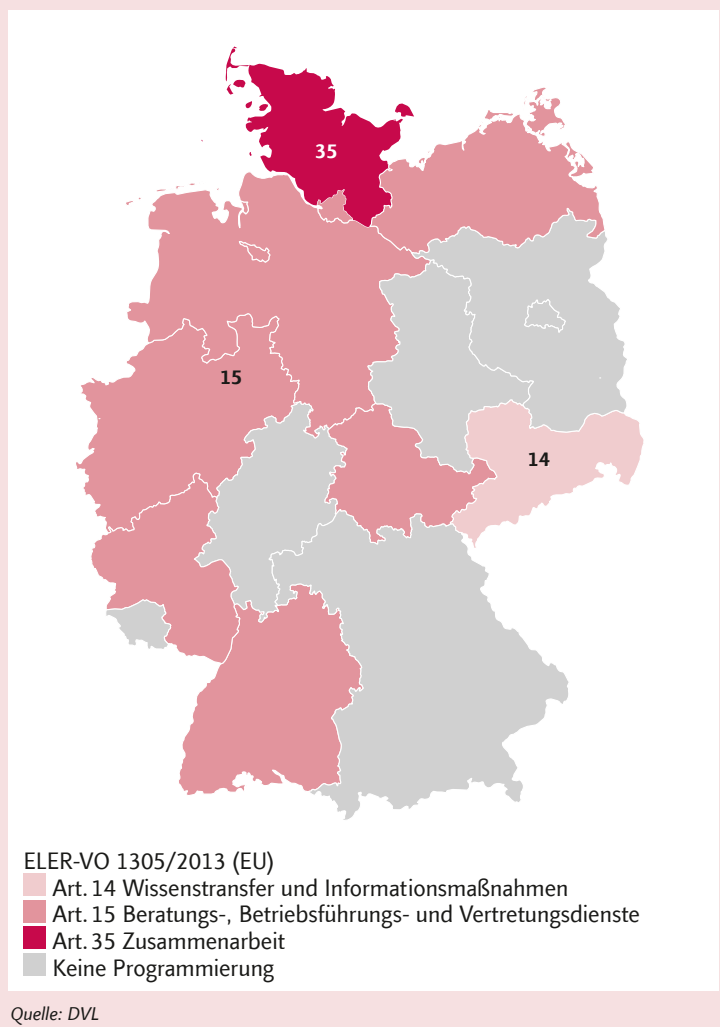 35
15
14
ELER-VO 1305/2013 (EU)
Art. 14 Wissenstransfer und Informationsmaßnahmen
Art. 15 Beratungs-, Betriebsführungs- und Vertretungsdienste
Art. 35 Zusammenarbeit
Keine Programmierung
Quelle: DVL